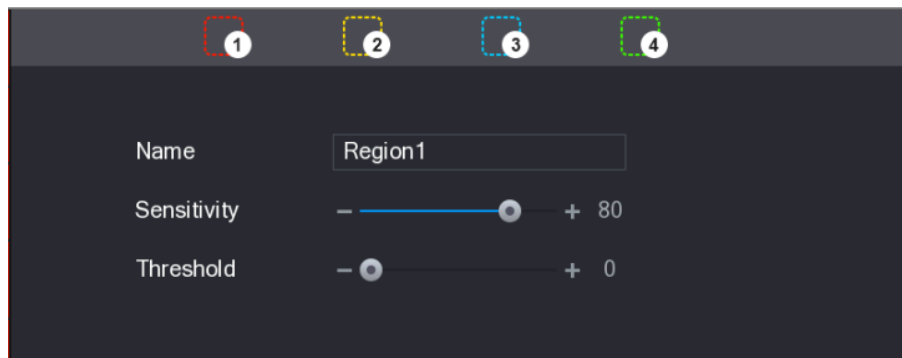 1 2 3 4
Name Region1
Sensitivity − + 80
Threshold − + 0